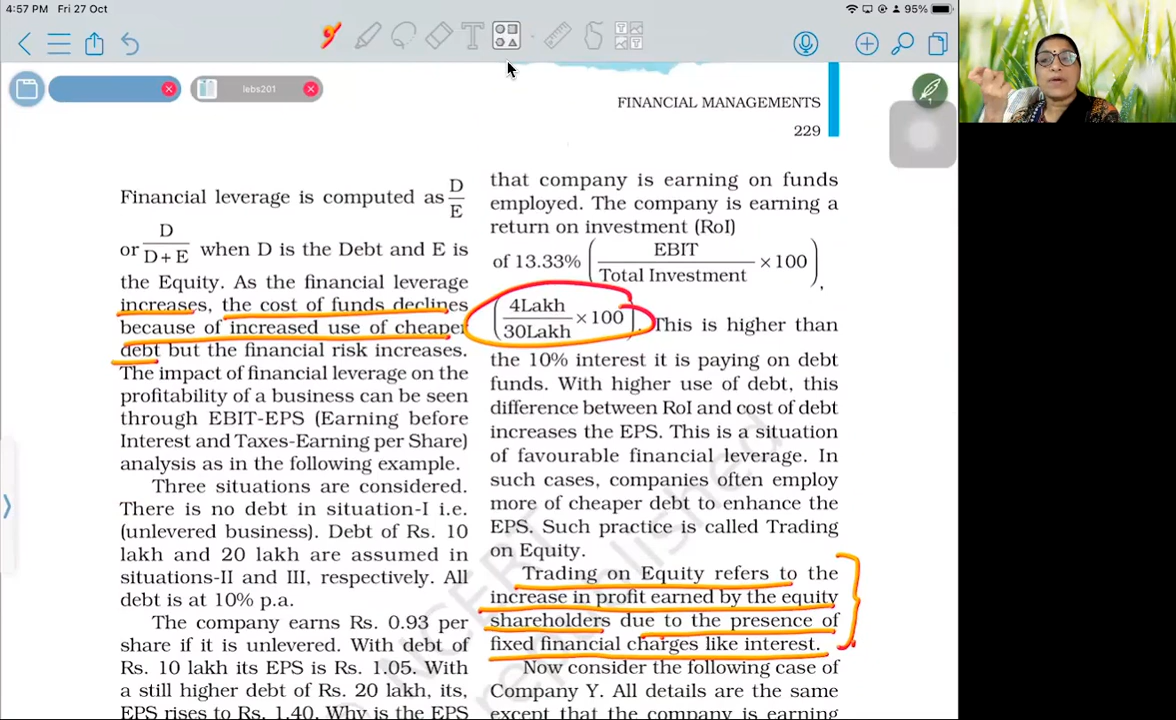 4:57 PM Fri 27 Oct
95%
lebs201
FINANCIAL MANAGEMENTS
229
Financial leverage is computed as D/E
or D/D+E when D is the Debt and E is
the Equity. As the financial leverage
increases, the cost of funds declines
because of increased use of cheaper
debt but the financial risk increases.
The impact of financial leverage on the
profitability of a business can be seen
through EBIT-EPS (Earning before
Interest and Taxes-Earning per Share)
analysis as in the following example.
Three situations are considered.
There is no debt in situation-I i.e.
(unlevered business). Debt of Rs. 10
lakh and 20 lakh are assumed in
situations-II and III, respectively. All
debt is at 10% p.a.
The company earns Rs. 0.93 per
share if it is unlevered. With debt of
Rs. 10 lakh its EPS is Rs. 1.05. With
a still higher debt of Rs. 20 lakh, its,
EPS rises to Rs. 1.40. Why is the EPS
that company is earning on funds
employed. The company is earning a
return on investment (RoI)
of 13.33% (EBIT/Total Investment ×100),
(4Lakh/30Lakh ×100). This is higher than
the 10% interest it is paying on debt
funds. With higher use of debt, this
difference between RoI and cost of debt
increases the EPS. This is a situation
of favourable financial leverage. In
such cases, companies often employ
more of cheaper debt to enhance the
EPS. Such practice is called Trading
on Equity.
Trading on Equity refers to the
increase in profit earned by the equity
shareholders due to the presence of
fixed financial charges like interest.
Now consider the following case of
Company Y. All details are the same
except that the company is earning